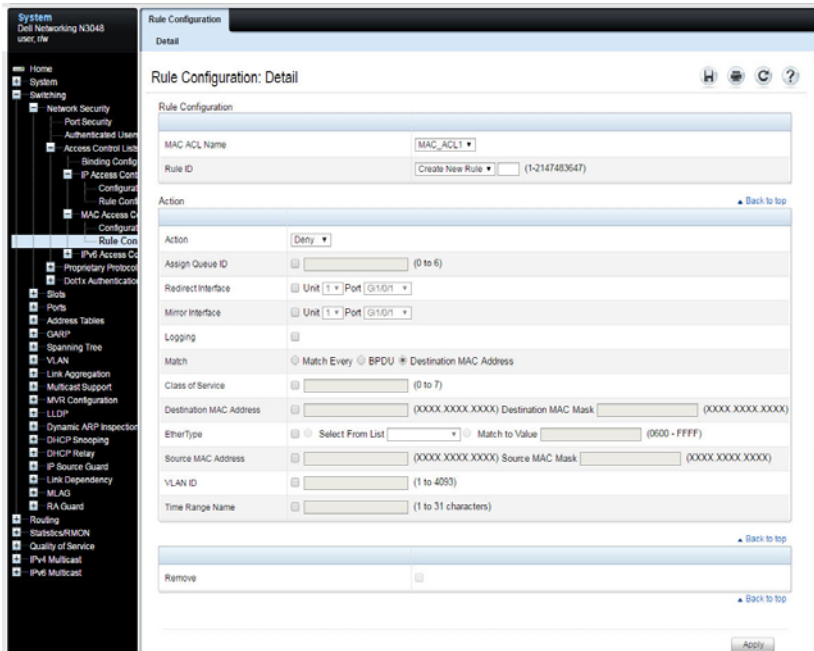 System
Dell Networking N3048
user, r/w
Rule Configuration
Detail
Home
System
Switching
Network Security
Port Security
Authenticated Users
Access Control Lists
Binding Config
IP Access Cont
Configurat
Rule Conf
MAC Access C
Configurat
Rule Con
IPv6 Access Co
Proprietary Protocol
Dot1x Authentication
Slots
Ports
Address Tables
GARP
Spanning Tree
VLAN
Link Aggregation
Multicast Support
MVR Configuration
LLDP
Dynamic ARP Inspection
DHCP Snooping
DHCP Relay
IP Source Guard
Link Dependency
MLAG
RA Guard
Routing
Statistics/RMON
Quality of Service
IPv4 Multicast
IPv6 Multicast
Rule Configuration: Detail
Rule Configuration
MAC ACL Name MAC_ACL1
Rule ID Create New Rule (1-2147483647)
Action Back to top
Action Deny
Assign Queue ID (0 to 6)
Redirect Interface Unit 1 Port Gi1/0/1
Mirror Interface Unit 1 Port Gi1/0/1
Logging
Match Match Every BPDU Destination MAC Address
Class of Service (0 to 7)
Destination MAC Address (XXXX.XXXX.XXXX) Destination MAC Mask (XXXX.XXXX.XXXX)
EtherType Select From List Match to Value (0600 - FFFF)
Source MAC Address (XXXX.XXXX.XXXX) Source MAC Mask (XXXX.XXXX.XXXX)
VLAN ID (1 to 4093)
Time Range Name (1 to 31 characters)
Back to top
Remove
Back to top
Apply